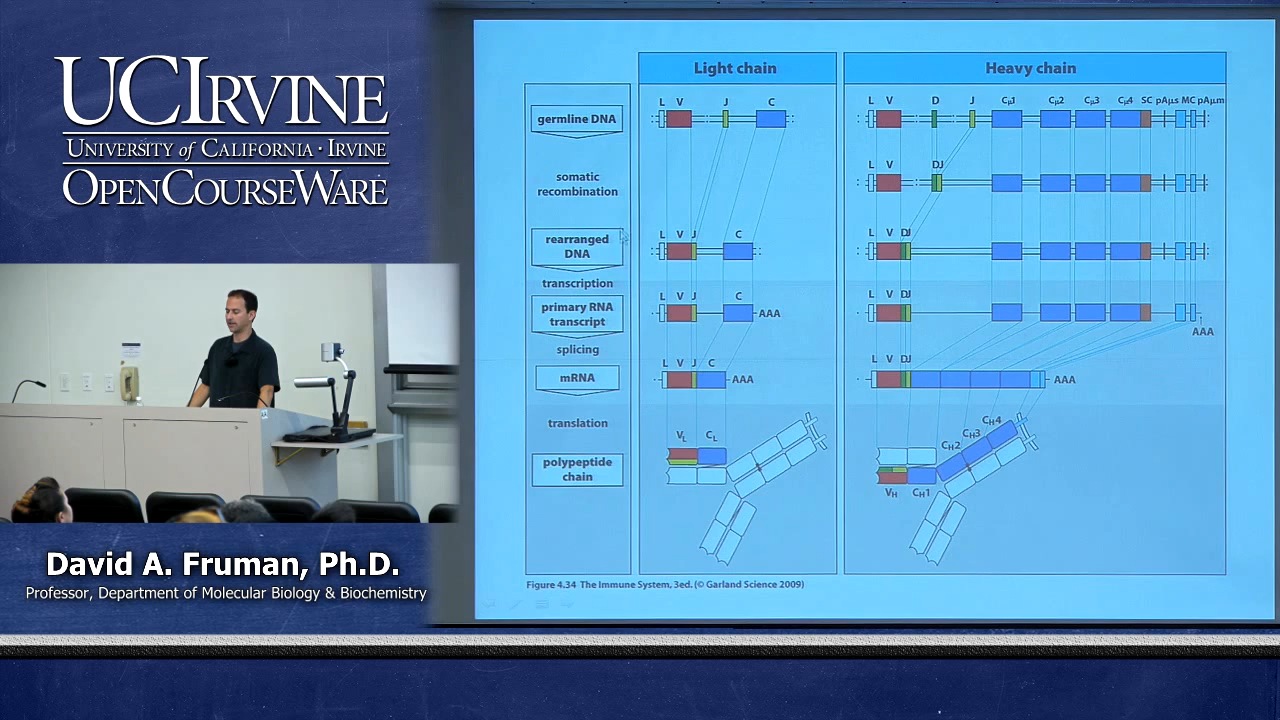 UCIRVINE
UNIVERSITY of CALIFORNIA · IRVINE
OPENCOURSEWARE
David A. Fruman, Ph.D.
Professor, Department of Molecular Biology & Biochemistry
Light chain
Heavy chain
germline DNA
L V J C
L V D J Cμ1 Cμ2 Cμ3 Cμ4 SC pAμs MC pAμm
somatic
recombination
L V DJ
rearranged
DNA
L V J C
L V DJ
transcription
primary RNA
transcript
L V J C
AAA
L V DJ
AAA
splicing
mRNA
L V J C
AAA
L V DJ
AAA
translation
polypeptide
chain
VL CL
VH CH1 CH2 CH3 CH4
Figure 4.34 The Immune System, 3ed. (© Garland Science 2009)